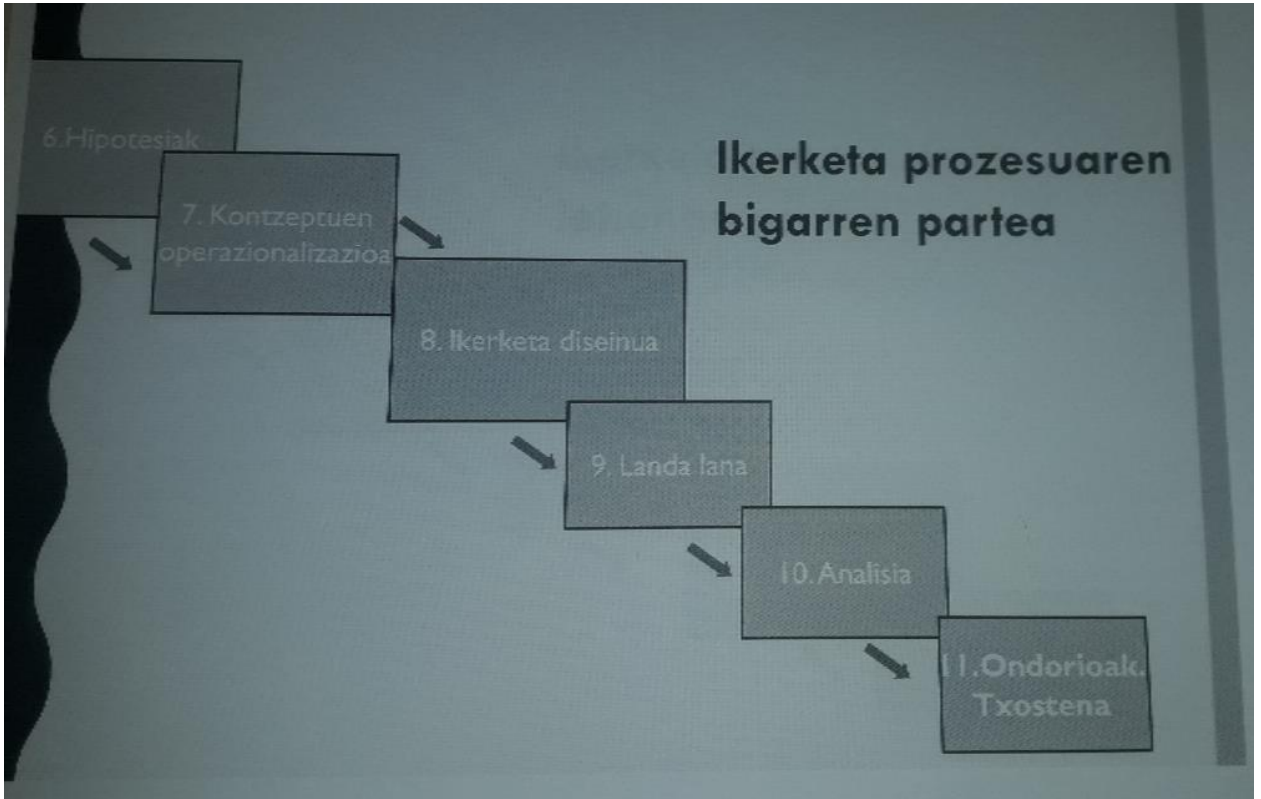 Ikerketa prozesuaren
bigarren partea
6.Hipotesiak
7. Kontzeptuen
operazionalizazioa
8. Ikerketa diseinua
9. Landa lana
10.Analisia
11.Ondorioak.
Txostena